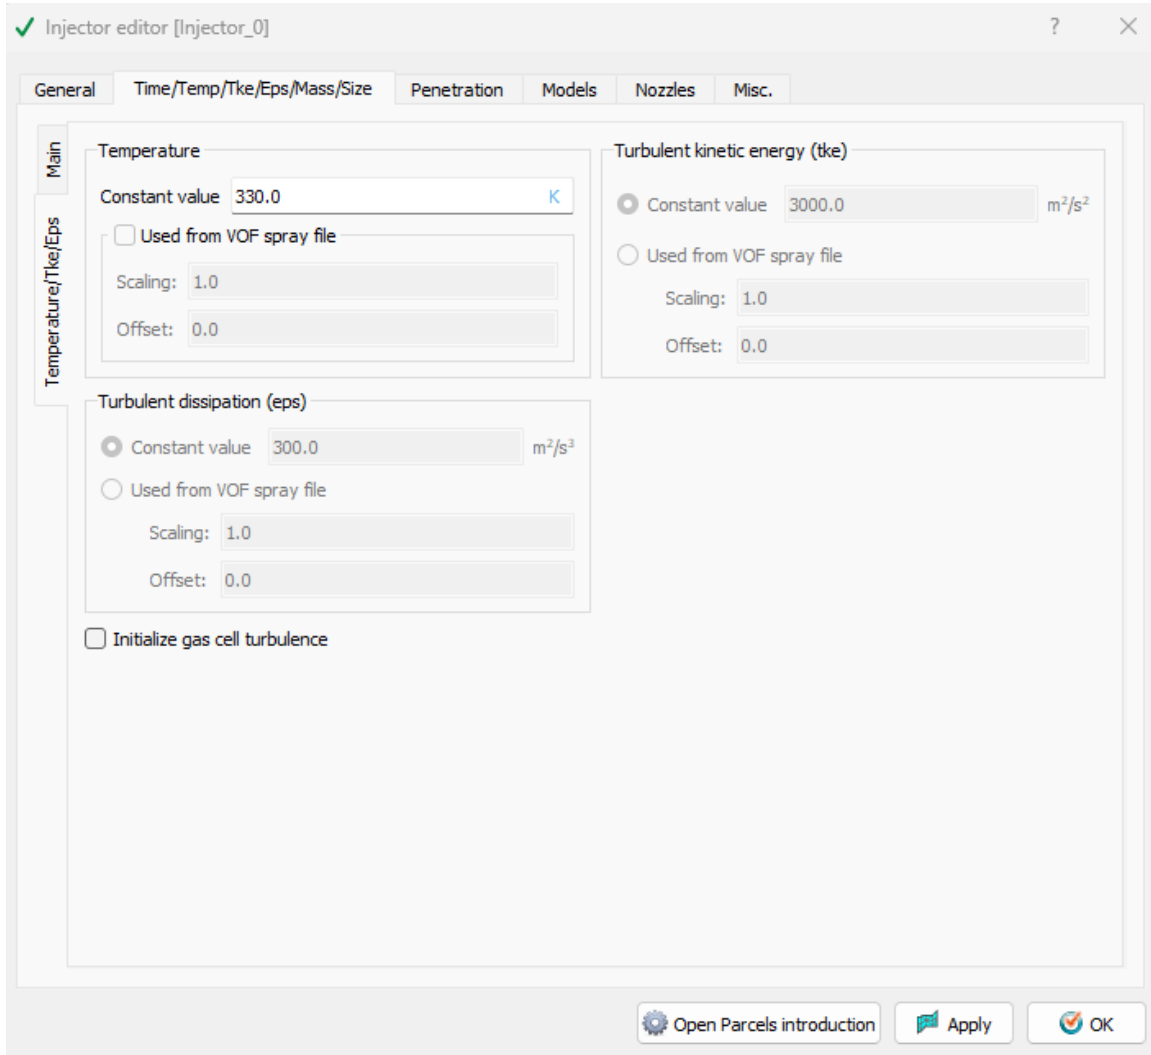 Injector editor [Injector_0]
?
General Time/Temp/Tke/Eps/Mass/Size Penetration Models Nozzles Misc.
Main
Temperature/Tke/Eps
Temperature
Constant value 330.0 K
Used from VOF spray file
Scaling: 1.0
Offset: 0.0
Turbulent kinetic energy (tke)
Constant value 3000.0 m²/s²
Used from VOF spray file
Scaling: 1.0
Offset: 0.0
Turbulent dissipation (eps)
Constant value 300.0 m²/s³
Used from VOF spray file
Scaling: 1.0
Offset: 0.0
Initialize gas cell turbulence
Open Parcels introduction Apply OK